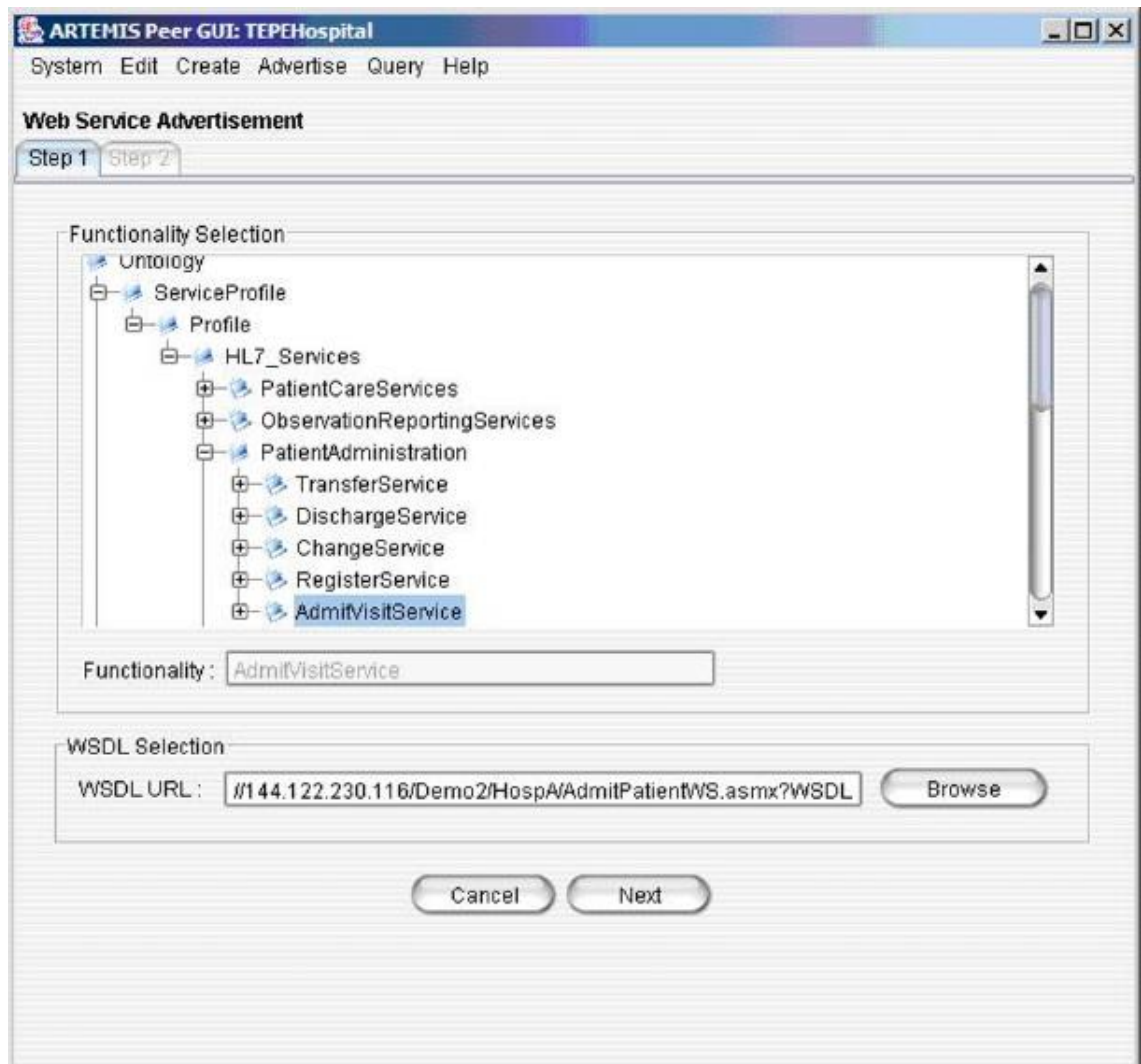 ARTEMIS Peer GUI: TEPEHospital
System Edit Create Advertise Query Help
Web Service Advertisement
Step 1 Step 2
Functionality Selection
Ontology
ServiceProfile
Profile
HL7_Services
PatientCareServices
ObservationReportingServices
PatientAdministration
TransferService
DischargeService
ChangeService
RegisterService
AdmitVisitService
Functionality : AdmitVisitService
WSDL Selection
WSDL URL : //144.122.230.116/Demo2/HospA/AdmitPatientWS.asmx?WSDL Browse
Cancel Next